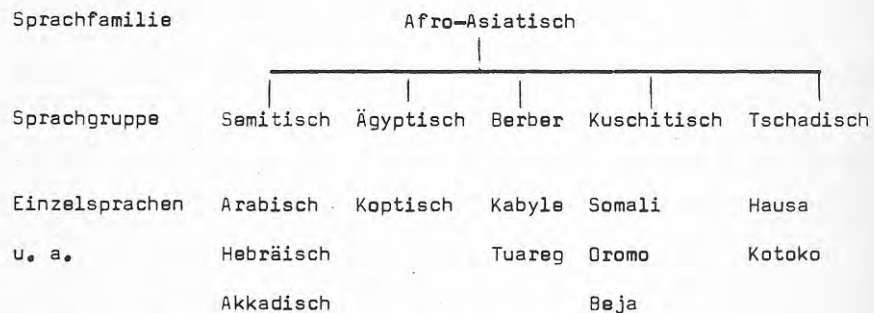 Sprachfamilie Afro-Asiatisch
Sprachgruppe Semitisch Ägyptisch Berber Kuschitisch Tschadisch
Einzelsprachen Arabisch Koptisch Kabyle Somali Hausa
u. a. Hebräisch Tuareg Oromo Kotoko
Akkadisch Beja